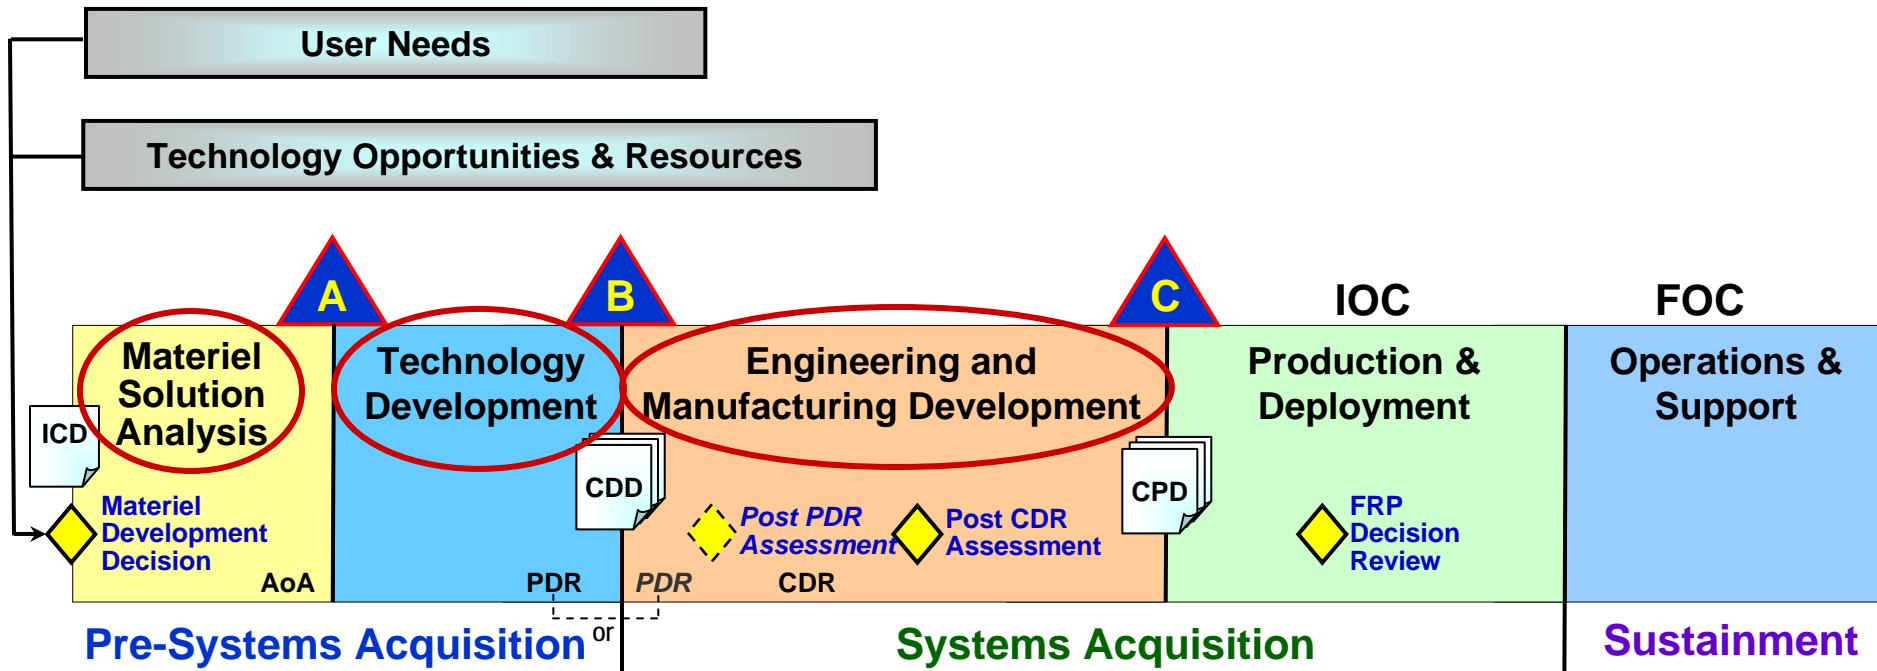 User Needs
Technology Opportunities & Resources
A
B
C
IOC
FOC
Materiel
Solution
Analysis
Technology
Development
Engineering and
Manufacturing Development
Production &
Deployment
Operations &
Support
ICD
CDD
CPD
Materiel
Development
Decision
Post PDR
Assessment
Post CDR
Assessment
FRP
Decision
Review
AoA
PDR
PDR
CDR
or
Pre-Systems Acquisition
Systems Acquisition
Sustainment